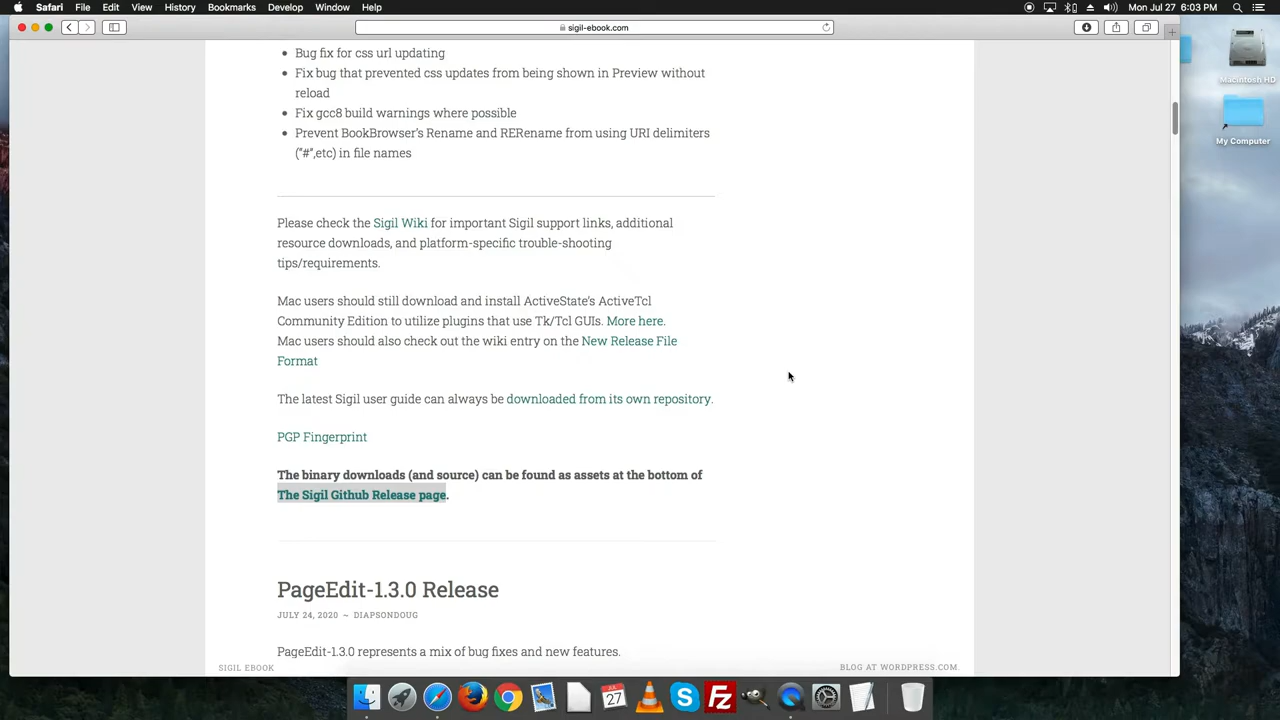 Safari File Edit View History Bookmarks Develop Window Help
Mon Jul 27 6:03 PM
sigil-ebook.com
Macintosh HD
My Computer
• Bug fix for css url updating
• Fix bug that prevented css updates from being shown in Preview without
reload
• Fix gcc8 build warnings where possible
• Prevent BookBrowser's Rename and RERename from using URI delimiters
("#",etc) in file names
Please check the Sigil Wiki for important Sigil support links, additional
resource downloads, and platform-specific trouble-shooting
tips/requirements.
Mac users should still download and install ActiveState's ActiveTcl
Community Edition to utilize plugins that use Tk/Tcl GUIs. More here.
Mac users should also check out the wiki entry on the New Release File
Format
The latest Sigil user guide can always be downloaded from its own repository.
PGP Fingerprint
The binary downloads (and source) can be found as assets at the bottom of
The Sigil Github Release page.
PageEdit-1.3.0 Release
JULY 24, 2020 ~ DIAPSONDOUG
PageEdit-1.3.0 represents a mix of bug fixes and new features.
SIGIL EBOOK
BLOG AT WORDPRESS.COM.
JUL
27